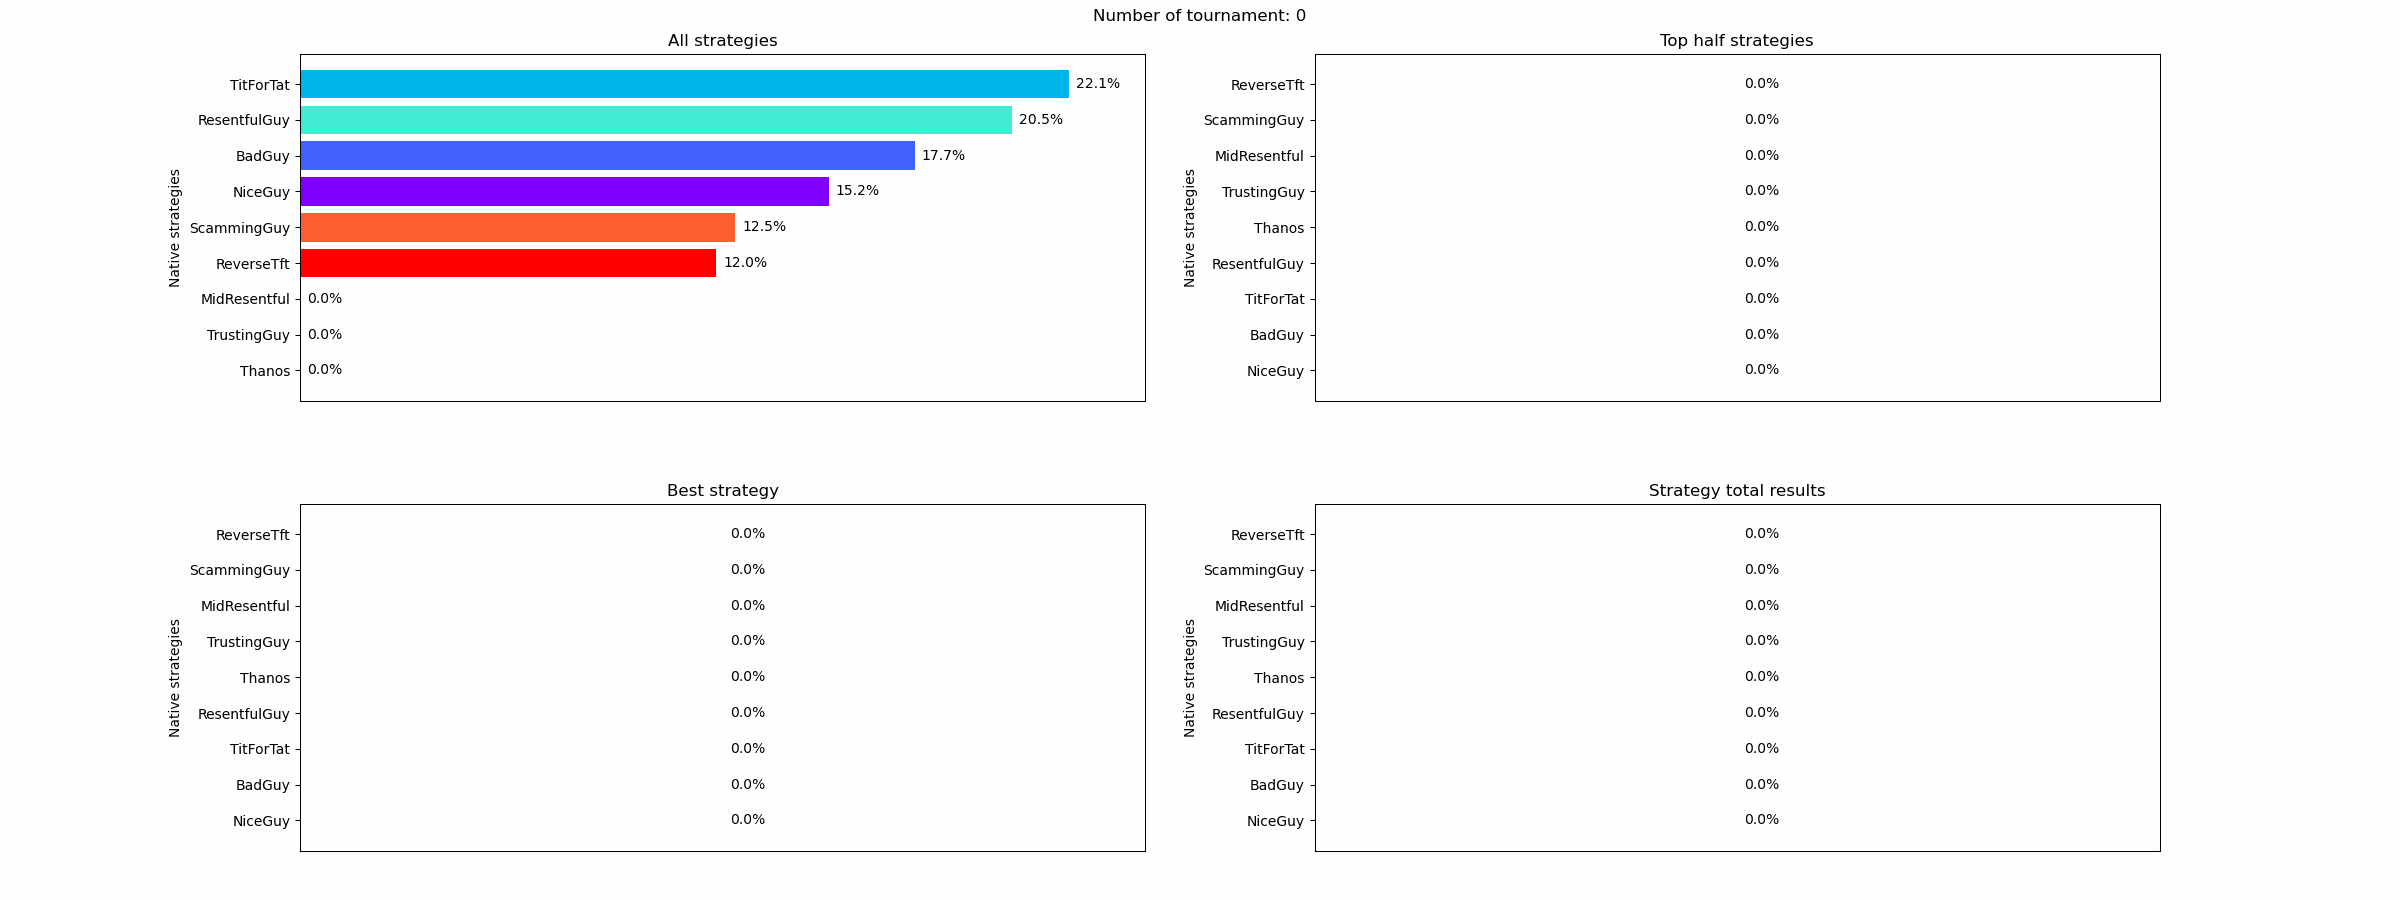 Number of tournament: 0
All strategies
Native strategies
TitForTat 22.1%
ResentfulGuy 20.5%
BadGuy 17.7%
NiceGuy 15.2%
ScammingGuy 12.5%
ReverseTft 12.0%
MidResentful 0.0%
TrustingGuy 0.0%
Thanos 0.0%
Top half strategies
Native strategies
ReverseTft 0.0%
ScammingGuy 0.0%
MidResentful 0.0%
TrustingGuy 0.0%
Thanos 0.0%
ResentfulGuy 0.0%
TitForTat 0.0%
BadGuy 0.0%
NiceGuy 0.0%
Best strategy
Native strategies
ReverseTft 0.0%
ScammingGuy 0.0%
MidResentful 0.0%
TrustingGuy 0.0%
Thanos 0.0%
ResentfulGuy 0.0%
TitForTat 0.0%
BadGuy 0.0%
NiceGuy 0.0%
Strategy total results
Native strategies
ReverseTft 0.0%
ScammingGuy 0.0%
MidResentful 0.0%
TrustingGuy 0.0%
Thanos 0.0%
ResentfulGuy 0.0%
TitForTat 0.0%
BadGuy 0.0%
NiceGuy 0.0%